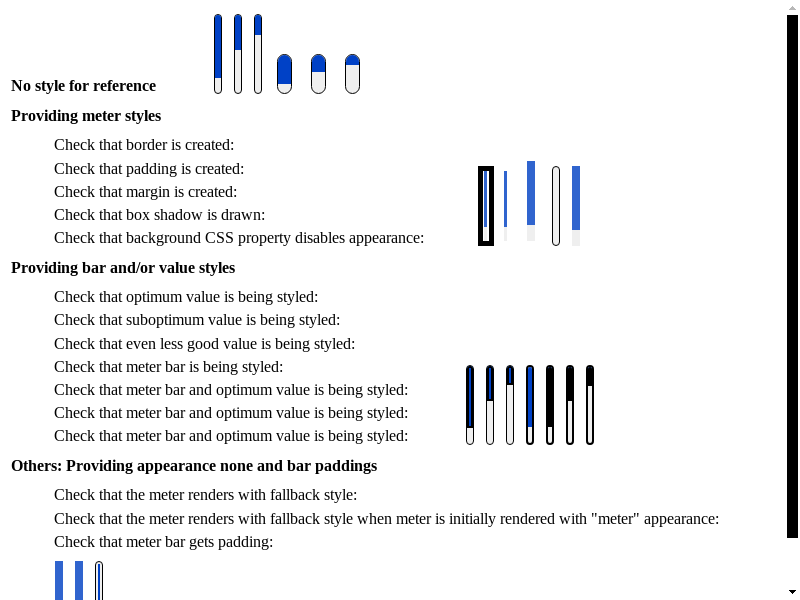 No style for reference
Providing meter styles
Check that border is created:
Check that padding is created:
Check that margin is created:
Check that box shadow is drawn:
Check that background CSS property disables appearance:
Providing bar and/or value styles
Check that optimum value is being styled:
Check that suboptimum value is being styled:
Check that even less good value is being styled:
Check that meter bar is being styled:
Check that meter bar and optimum value is being styled:
Check that meter bar and optimum value is being styled:
Check that meter bar and optimum value is being styled:
Others: Providing appearance none and bar paddings
Check that the meter renders with fallback style:
Check that the meter renders with fallback style when meter is initially rendered with "meter" appearance:
Check that meter bar gets padding: